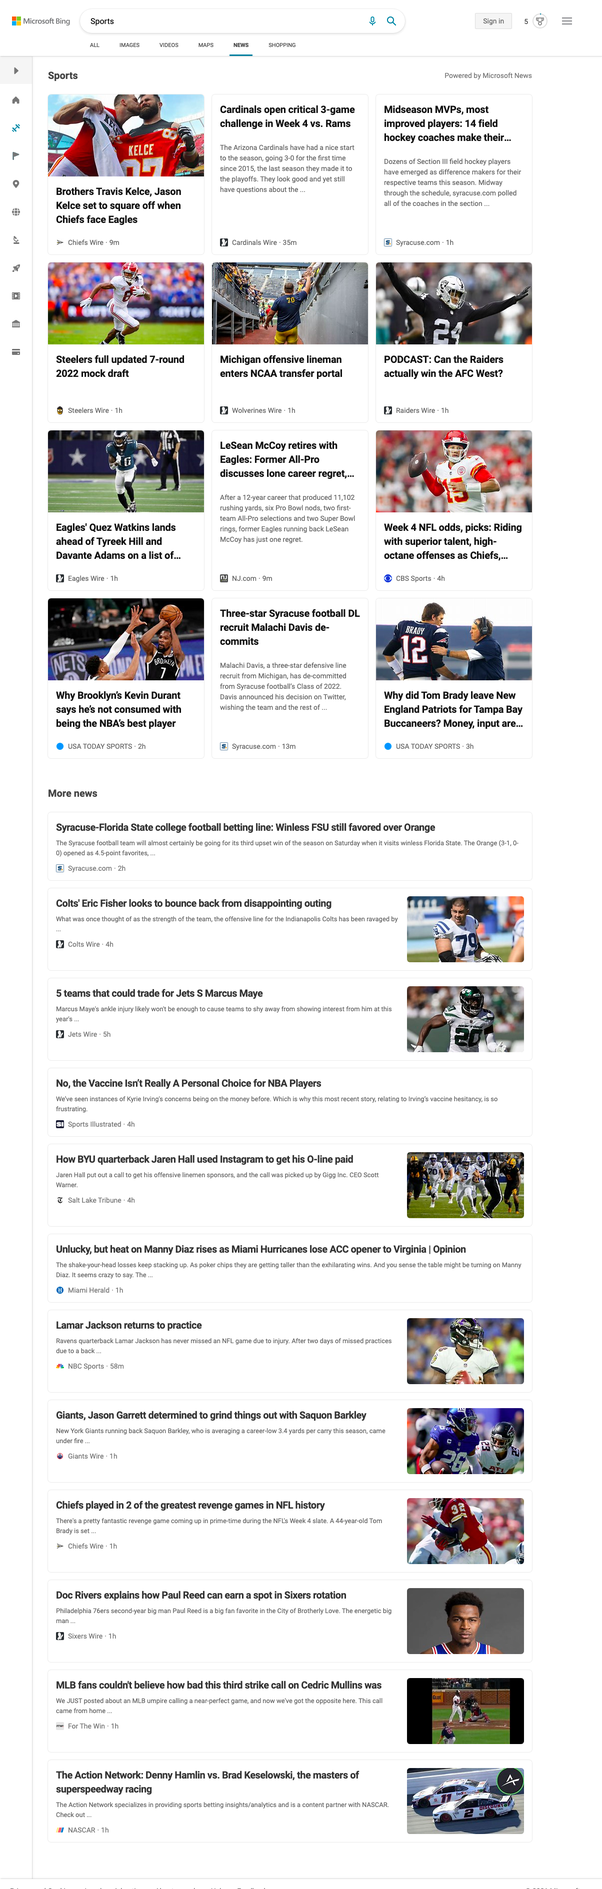 Microsoft Bing
Sports
Sign in
5
ALL
IMAGES
VIDEOS
MAPS
NEWS
SHOPPING
Sports
Powered by Microsoft News
KELCE
Brothers Travis Kelce, Jason
Kelce set to square off when
Chiefs face Eagles
Chiefs Wire · 9m
Cardinals open critical 3-game
challenge in Week 4 vs. Rams
The Arizona Cardinals have had a nice start
to the season, going 3-0 for the first time
since 2015, the last season they made it to
the playoffs. They look good and yet still
have questions about the ...
Cardinals Wire · 35m
Midseason MVPs, most
improved players: 14 field
hockey coaches make their...
Dozens of Section III field hockey players
have emerged as difference makers for their
respective teams this season. Midway
through the schedule, syracuse.com polled
all of the coaches in the section ...
Syracuse.com · 1h
Steelers full updated 7-round
2022 mock draft
Steelers Wire · 1h
70
Michigan offensive lineman
enters NCAA transfer portal
Wolverines Wire · 1h
24
PODCAST: Can the Raiders
actually win the AFC West?
Raiders Wire · 1h
Eagles' Quez Watkins lands
ahead of Tyreek Hill and
Davante Adams on a list of...
Eagles Wire · 1h
LeSean McCoy retires with
Eagles: Former All-Pro
discusses lone career regret,...
After a 12-year career that produced 11,102
rushing yards, six Pro Bowl nods, two first-
team All-Pro selections and two Super Bowl
rings, former Eagles running back LeSean
McCoy has just one regret.
NJ.com · 9m
15
Week 4 NFL odds, picks: Riding
with superior talent, high-
octane offenses as Chiefs,...
CBS Sports · 4h
NETS
7
Why Brooklyn's Kevin Durant
says he's not consumed with
being the NBA's best player
USA TODAY SPORTS · 2h
Three-star Syracuse football DL
recruit Malachi Davis de-
commits
Malachi Davis, a three-star defensive line
recruit from Michigan, has de-committed
from Syracuse football's Class of 2022.
Davis announced his decision on Twitter,
wishing the team and the rest of ...
Syracuse.com · 13m
BRADY
12
Why did Tom Brady leave New
England Patriots for Tampa Bay
Buccaneers? Money, input are...
USA TODAY SPORTS · 3h
More news
Syracuse-Florida State college football betting line: Winless FSU still favored over Orange
The Syracuse football team will almost certainly be going for its third upset win of the season on Saturday when it visits winless Florida State. The Orange (3-1, 0-
0) opened as 4.5-point favorites, ...
Syracuse.com · 2h
Colts' Eric Fisher looks to bounce back from disappointing outing
What was once thought of as the strength of the team, the offensive line for the Indianapolis Colts has been ravaged by
...
Colts Wire · 4h
79
5 teams that could trade for Jets S Marcus Maye
Marcus Maye's ankle injury likely won't be enough to cause teams to shy away from showing interest from him at this
year's ...
Jets Wire · 5h
20
No, the Vaccine Isn't Really A Personal Choice for NBA Players
We've seen instances of Kyrie Irving's concerns being on the money before. Which is why this most recent story, relating to Irving's vaccine hesitancy, is so
frustrating.
Sports Illustrated · 4h
How BYU quarterback Jaren Hall used Instagram to get his O-line paid
Jaren Hall put out a call to get his offensive linemen sponsors, and the call was picked up by Gigg Inc. CEO Scott
Warner.
Salt Lake Tribune · 4h
Unlucky, but heat on Manny Diaz rises as Miami Hurricanes lose ACC opener to Virginia | Opinion
The shake-your-head losses keep stacking up. As poker chips they are getting taller than the exhilarating wins. And you sense the table might be turning on Manny
Diaz. It seems crazy to say. The ...
Miami Herald · 1h
Lamar Jackson returns to practice
Ravens quarterback Lamar Jackson has never missed an NFL game due to injury. After two days of missed practices
due to a back ...
NBC Sports · 58m
Giants, Jason Garrett determined to grind things out with Saquon Barkley
New York Giants running back Saquon Barkley, who is averaging a career-low 3.4 yards per carry this season, came
under fire ...
Giants Wire · 1h
26
23
Chiefs played in 2 of the greatest revenge games in NFL history
There's a pretty fantastic revenge game coming up in prime-time during the NFL's Week 4 slate. A 44-year-old Tom
Brady is set ...
Chiefs Wire · 1h
32
Doc Rivers explains how Paul Reed can earn a spot in Sixers rotation
Philadelphia 76ers second-year big man Paul Reed is a big fan favorite in the City of Brotherly Love. The energetic big
man ...
Sixers Wire · 1h
MLB fans couldn't believe how bad this third strike call on Cedric Mullins was
We JUST posted about an MLB umpire calling a near-perfect game, and now we've got the opposite here. This call
came from home ...
For The Win · 1h
The Action Network: Denny Hamlin vs. Brad Keselowski, the masters of
superspeedway racing
The Action Network specializes in providing sports betting insights/analytics and is a content partner with NASCAR.
Check out ...
NASCAR · 1h
11
2